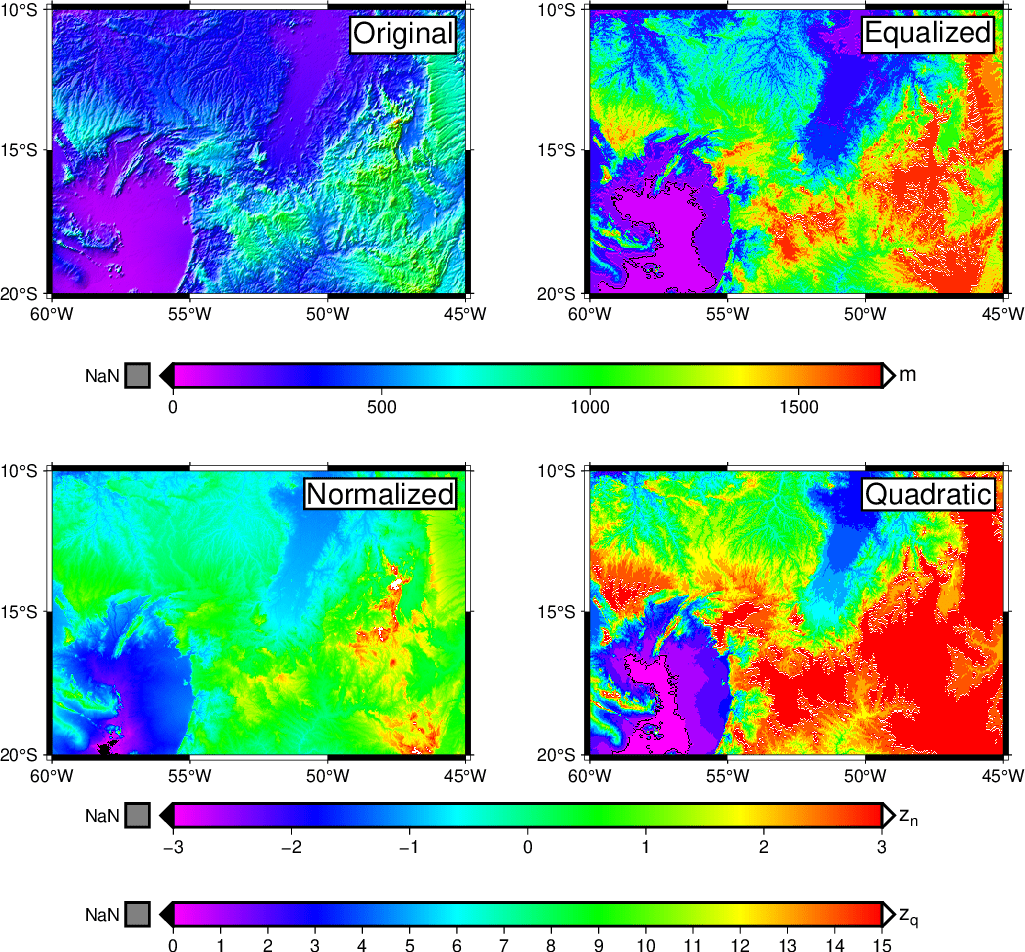 10°S Original 10°S Equalized
15°S 15°S
20°S 20°S
60°W 55°W 50°W 45°W 60°W 55°W 50°W 45°W
NaN m
0 500 1000 1500
10°S Normalized 10°S Quadratic
15°S 15°S
20°S 20°S
60°W 55°W 50°W 45°W 60°W 55°W 50°W 45°W
NaN zn
−3 −2 −1 0 1 2 3
NaN zq
0 1 2 3 4 5 6 7 8 9 10 11 12 13 14 15